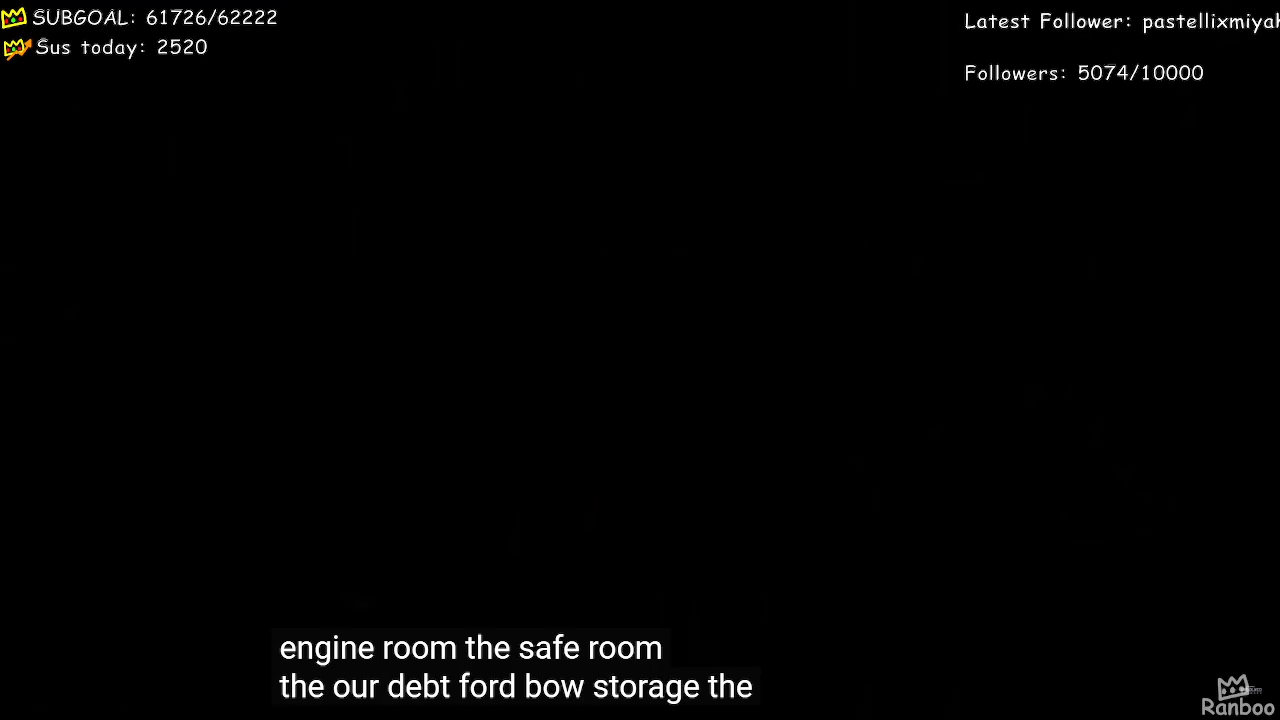 SUBGOAL: 61726/62222
Sus today: 2520
Latest Follower: pastellixmiyak
Followers: 5074/10000
engine room the safe room
the our debt ford bow storage the
Ranboo